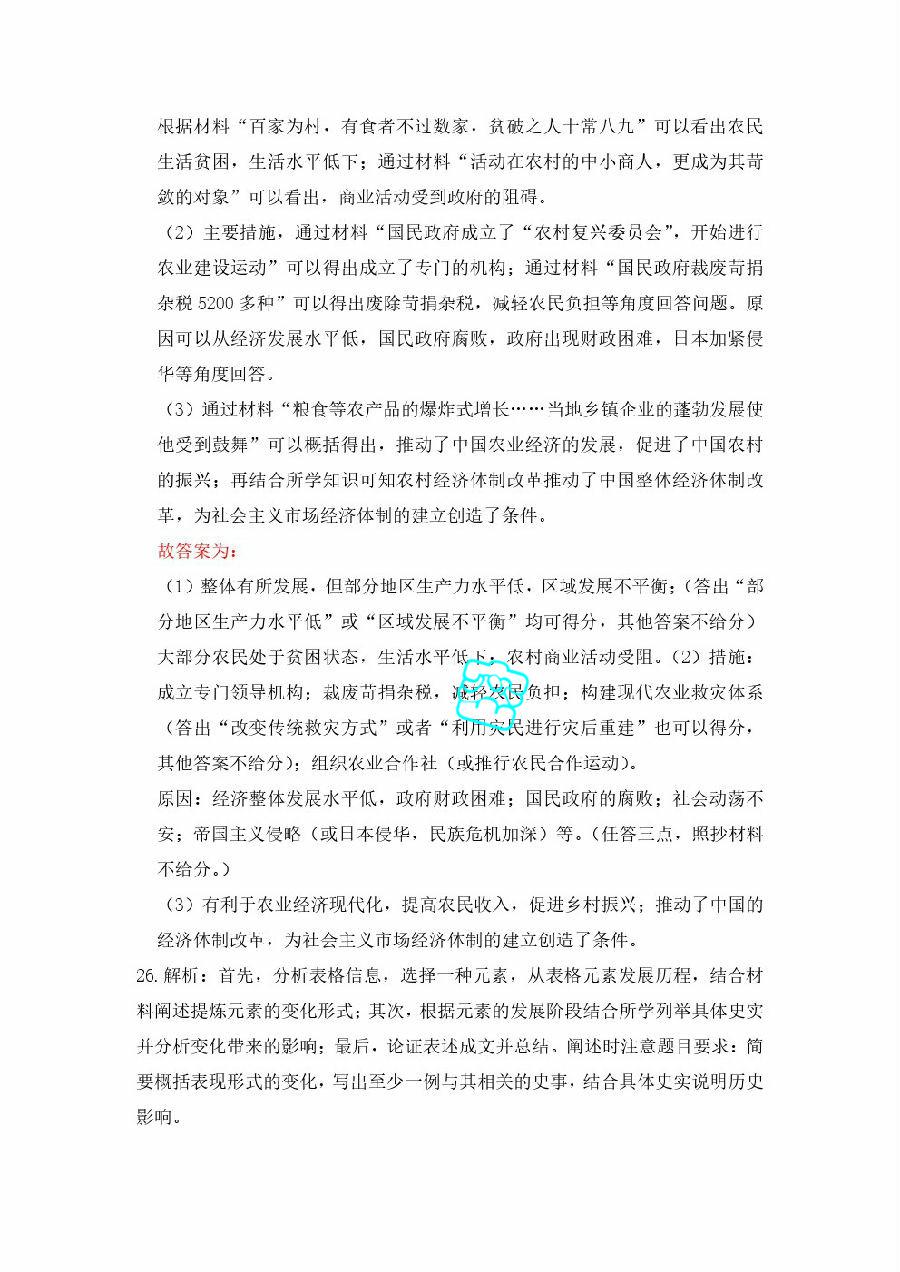 根据材料“百家为村，有食者不过数家，贫破之人十常八九”可以看出农民
生活贫困，生活水平低下；通过材料“活动在农村的中小商人，更成为其苛
敛的对象”可以看出，商业活动受到政府的阻碍。
（2）主要措施，通过材料“国民政府成立了“农村复兴委员会”，开始进行
农业建设运动”可以得出成立了专门的机构；通过材料“国民政府裁废苛捐
杂税 5200 多种”可以得出废除苛捐杂税，减轻农民负担等角度回答问题。原
因可以从经济发展水平低，国民政府腐败，政府出现财政困难，日本加紧侵
华等角度回答。
（3）通过材料“粮食等农产品的爆炸式增长……当地乡镇企业的蓬勃发展使
他受到鼓舞”可以概括得出，推动了中国农业经济的发展，促进了中国农村
的振兴；再结合所学知识可知农村经济体制改革推动了中国整体经济体制改
革，为社会主义市场经济体制的建立创造了条件。
故答案为：
（1）整体有所发展，但部分地区生产力水平低，区域发展不平衡；（答出“部
分地区生产力水平低”或“区域发展不平衡”均可得分，其他答案不给分）
大部分农民处于贫困状态，生活水平低下；农村商业活动受阻。（2）措施：
成立专门领导机构；裁废苛捐杂税，减轻农民负担；构建现代农业救灾体系
（答出“改变传统救灾方式”或者“利用灾民进行灾后重建”也可以得分，
其他答案不给分）；组织农业合作社（或推行农民合作运动）。
原因：经济整体发展水平低，政府财政困难；国民政府的腐败；社会动荡不
安；帝国主义侵略（或日本侵华，民族危机加深）等。（任答三点，照抄材料
不给分。）
（3）有利于农业经济现代化，提高农民收入，促进乡村振兴；推动了中国的
经济体制改革，为社会主义市场经济体制的建立创造了条件。
26. 解析：首先，分析表格信息，选择一种元素，从表格元素发展历程，结合材
料阐述提炼元素的变化形式；其次，根据元素的发展阶段结合所学列举具体史实
并分析变化带来的影响；最后，论证表述成文并总结。阐述时注意题目要求：简
要概括表现形式的变化，写出至少一例与其相关的史事，结合具体史实说明历史
影响。